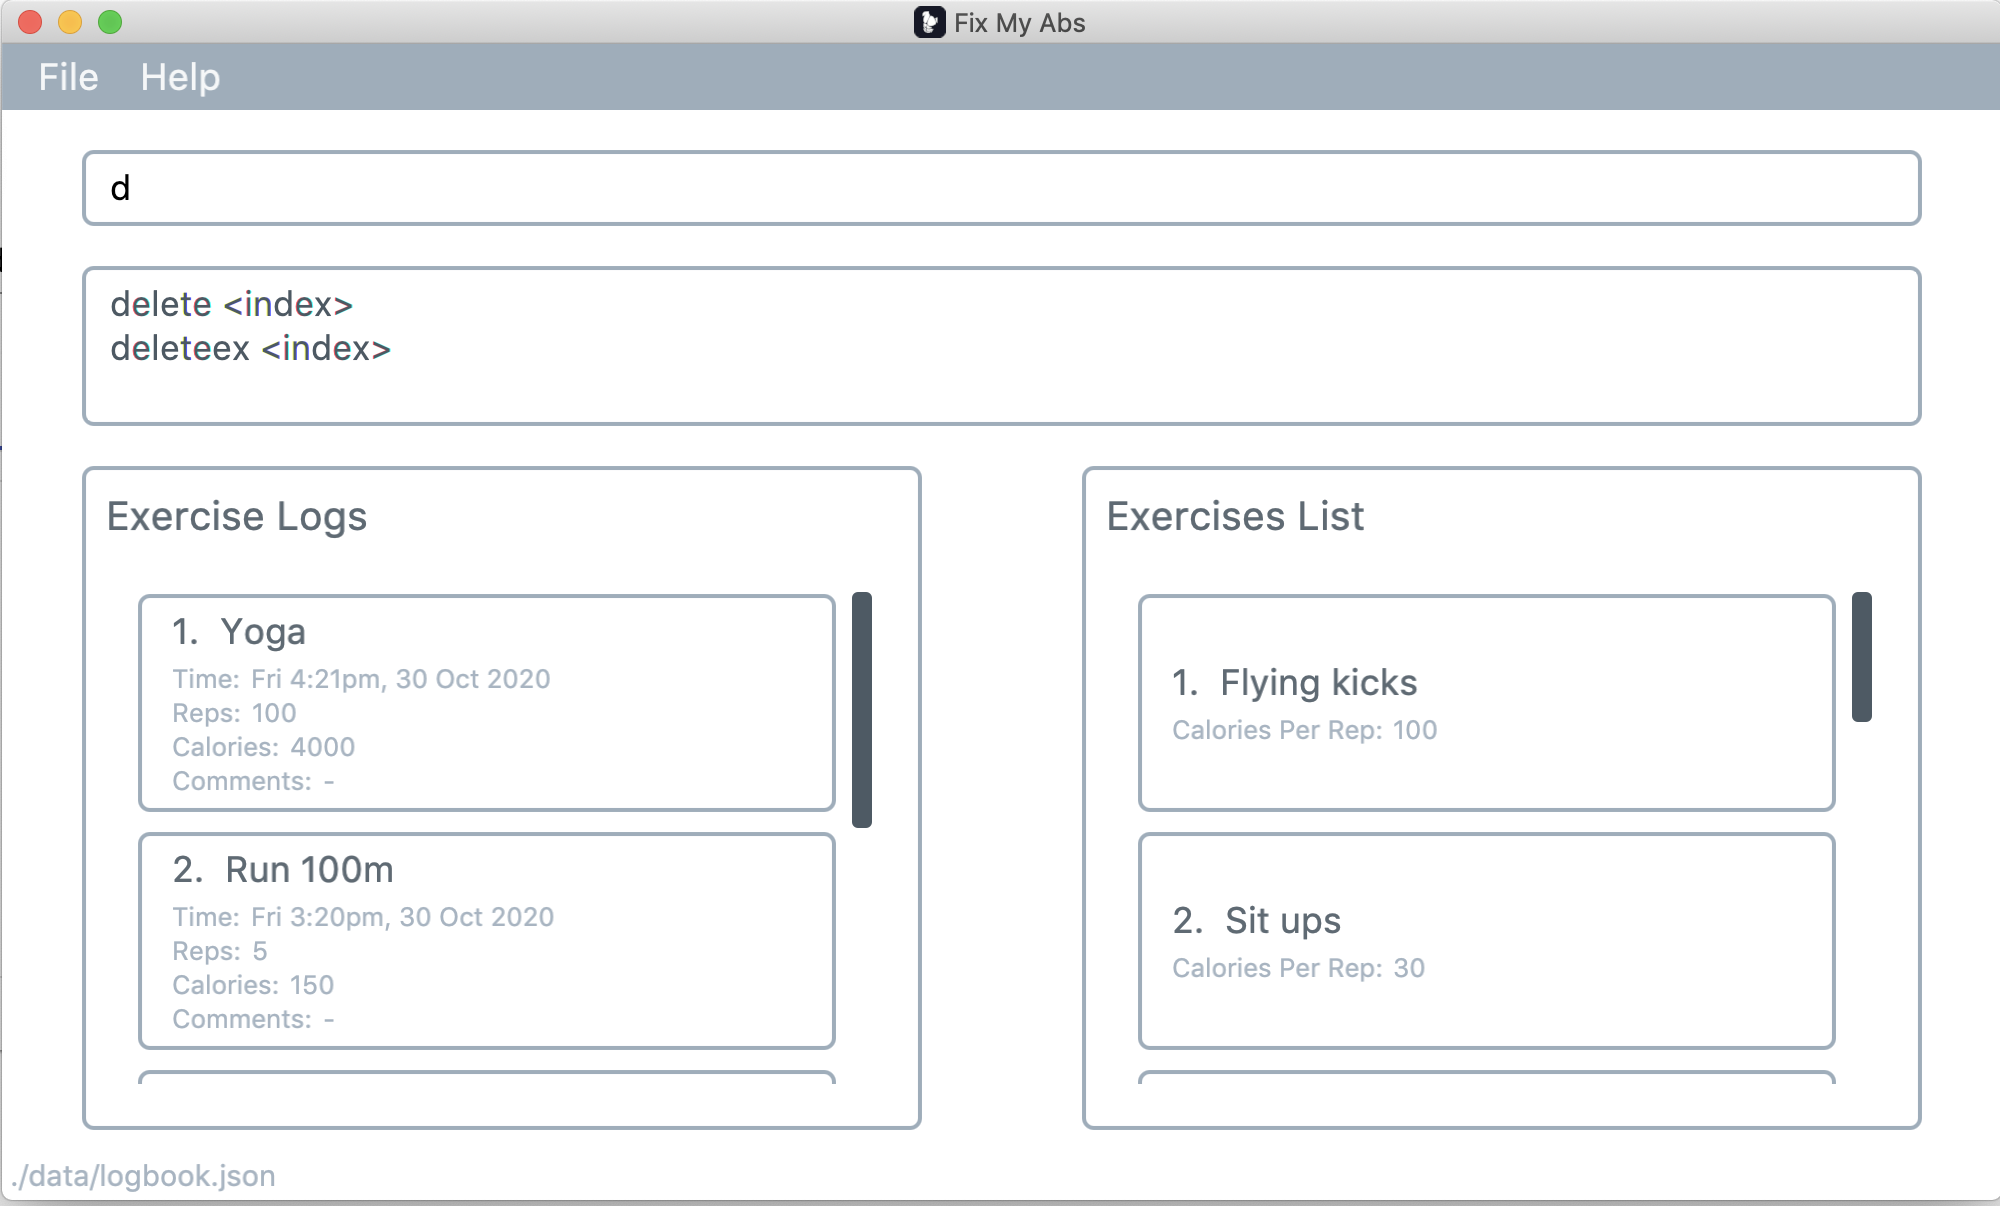 Fix My Abs
File Help
d
delete <index>
deleteex <index>
Exercise Logs
1. Yoga
Time: Fri 4:21pm, 30 Oct 2020
Reps: 100
Calories: 4000
Comments: -
2. Run 100m
Time: Fri 3:20pm, 30 Oct 2020
Reps: 5
Calories: 150
Comments: -
Exercises List
1. Flying kicks
Calories Per Rep: 100
2. Sit ups
Calories Per Rep: 30
./data/logbook.json